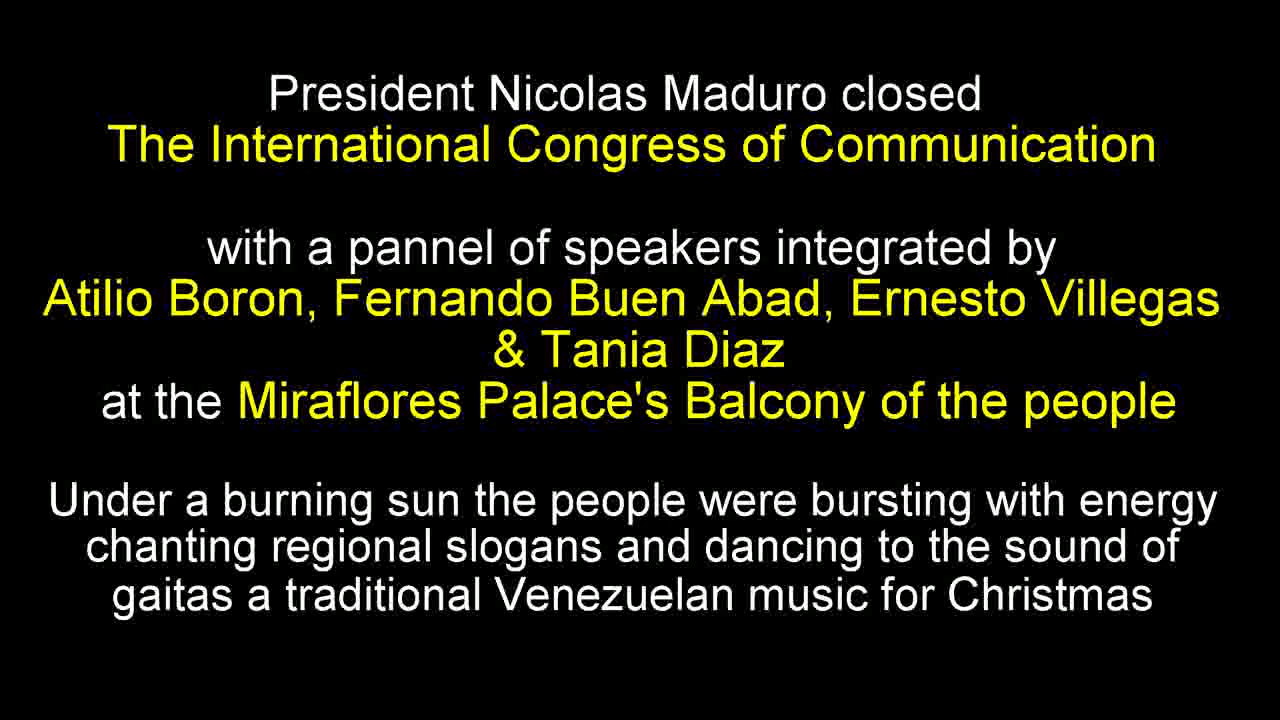 President Nicolas Maduro closed
The International Congress of Communication
with a pannel of speakers integrated by
Atilio Boron, Fernando Buen Abad, Ernesto Villegas
& Tania Diaz
at the Miraflores Palace's Balcony of the people
Under a burning sun the people were bursting with energy
chanting regional slogans and dancing to the sound of
gaitas a traditional Venezuelan music for Christmas